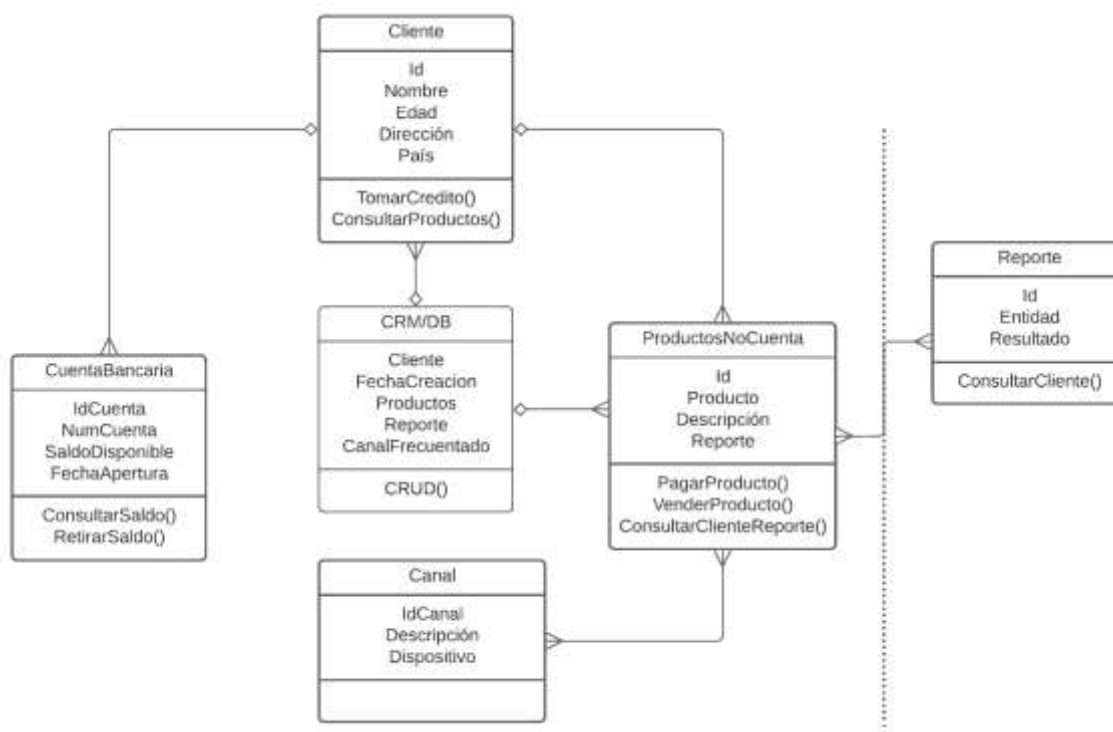 Cliente
Id
Nombre
Edad
Dirección
País
TomarCredito()
ConsultarProductos()
CuentaBancaria
IdCuenta
NumCuenta
SaldoDisponible
FechaApertura
ConsultarSaldo()
RetirarSaldo()
CRM/DB
Cliente
FechaCreacion
Productos
Reporte
CanalFrecuentado
CRUD()
ProductosNoCuenta
Id
Producto
Descripción
Reporte
PagarProducto()
VenderProducto()
ConsultarClienteReporte()
Reporte
Id
Entidad
Resultado
ConsultarCliente()
Canal
IdCanal
Descripción
Dispositivo